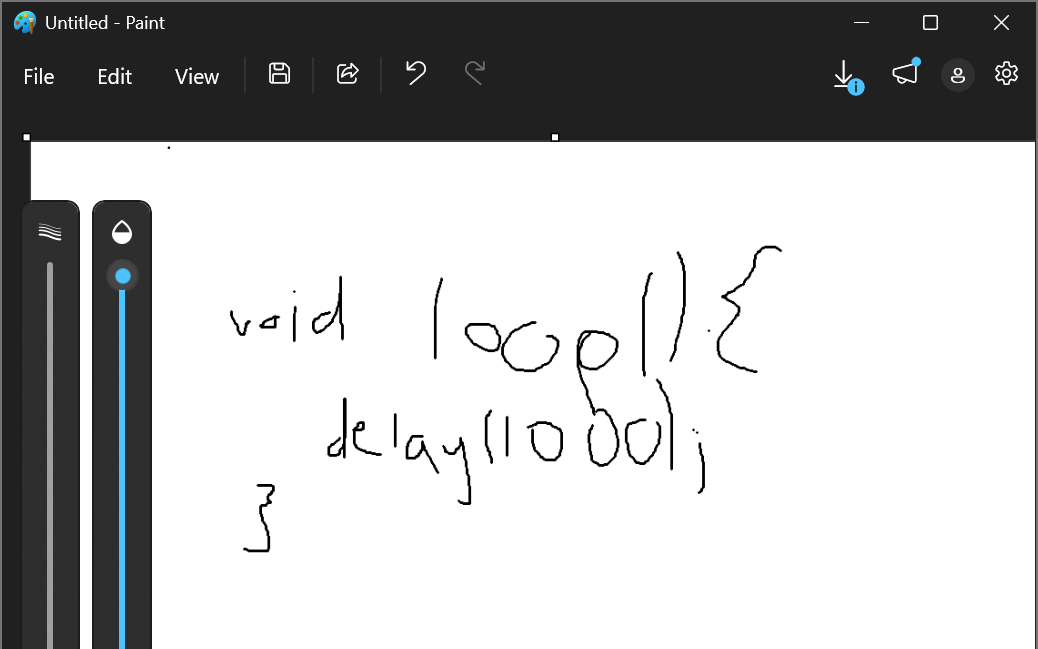 Untitled - Paint
File Edit View
void loop(){
delay(1000);
}